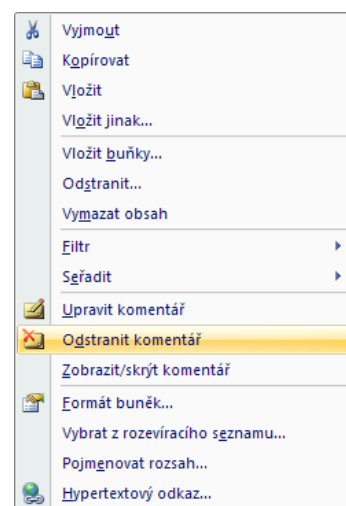 Vyjmout
Kopírovat
Vložit
Vložit jinak...
Vložit buňky...
Odstranit...
Vymazat obsah
Filtr
Seřadit
Upravit komentář
Odstranit komentář
Zobrazit/skrýt komentář
Formát buněk...
Vybrat z rozevíracího seznamu...
Pojmenovat rozsah...
Hypertextový odkaz...